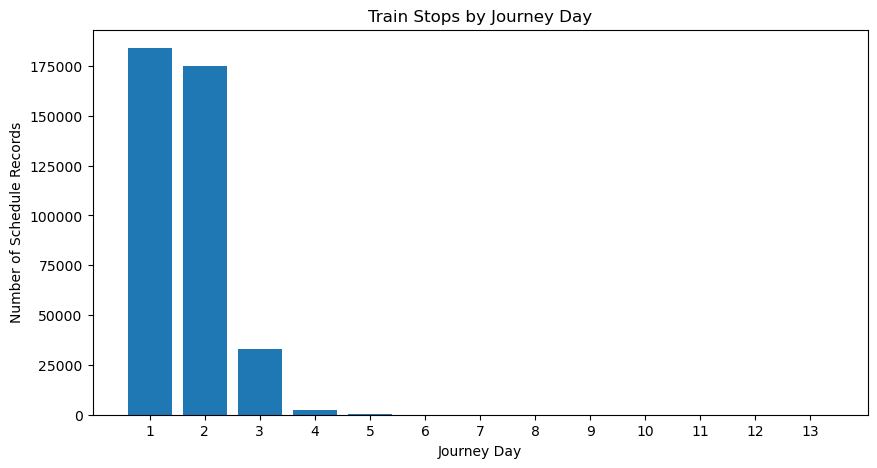 Train Stops by Journey Day
Number of Schedule Records
175000
150000
125000
100000
75000
50000
25000
0
1 2 3 4 5 6 7 8 9 10 11 12 13
Journey Day